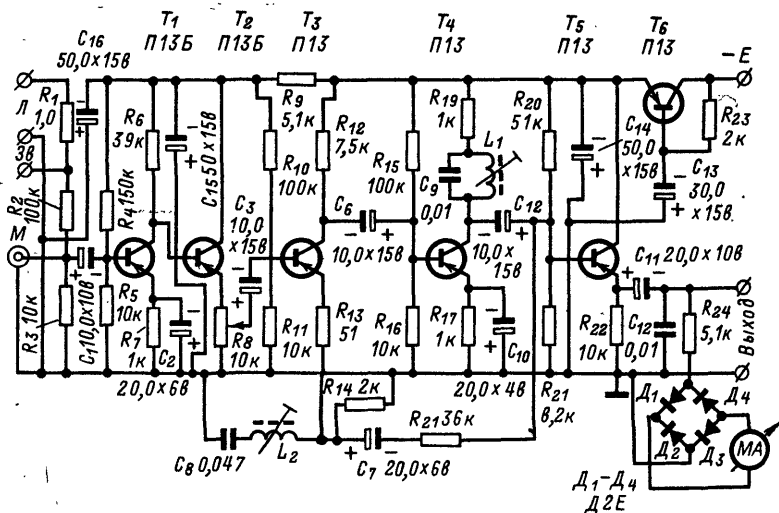 T1 T2 T3 T4 T5 T6
П13Б П13Б П13 П13 П13 П13
C16
50,0×15в
– E
Л
R1
1,0
Зв
R2
100к
М
R3 10к
R4 150к
C1 10,0×10в
R5
10к
R6
39к
R7
1к
C2
20,0×6в
C15 50×15в
C3
10,0
×15в
R8
10к
R9
5,1к
R10
100к
R11
10к
R12
7,5к
R13
51
C6
10,0×15в
R15
100к
R16
10к
R19
1к
L1
C9
0,01
C12
10,0×
15в
R17
1к
C10
20,0×4в
R20
51к
R21
8,2к
C14
50,0
×15в
R23
2к
C13
30,0
×15в
C11 20,0×10в
R22
10к
C12
0,01
R24
5,1к
Выход
R14 2к
R21 36к
C8 0,047
L2
C7 20,0×6в
Д1
Д4
Д2
Д3
МА
Д1–Д4
Д2Е